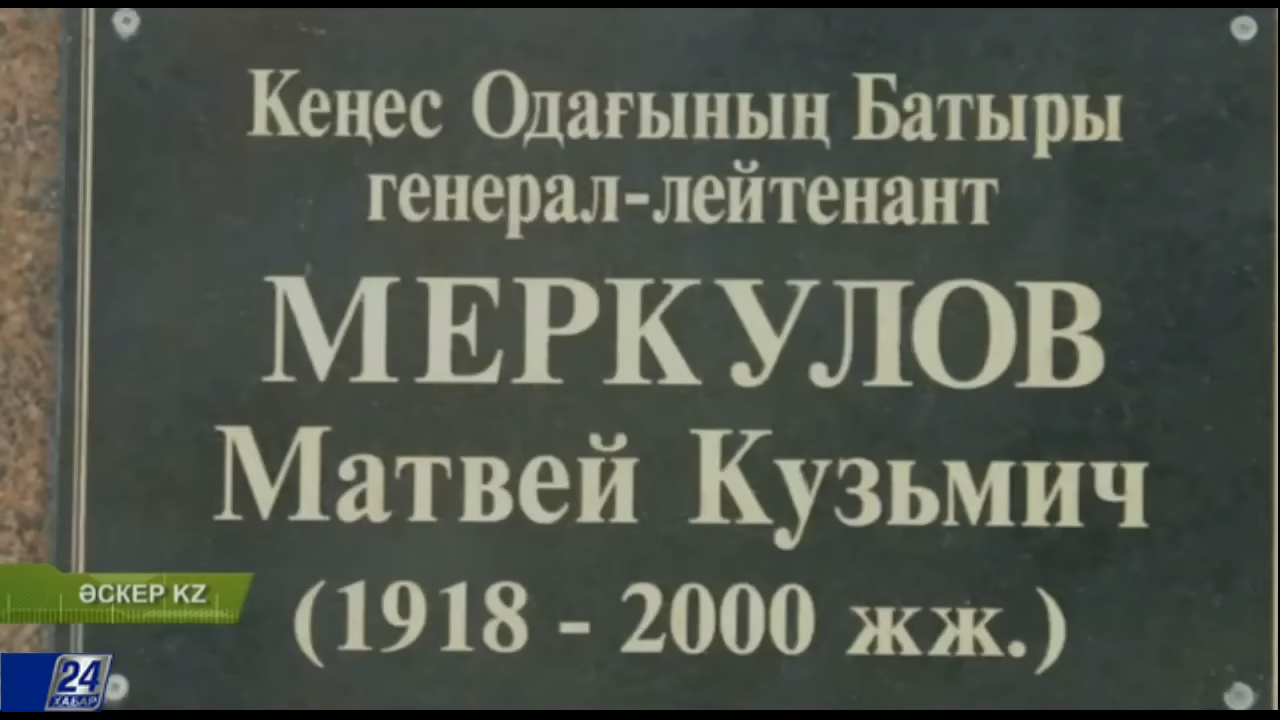 Кеңес Одағының Батыры
генерал-лейтенант
МЕРКУЛОВ
Матвей Кузьмич
(1918 - 2000 жж.)
ӘСКЕР KZ
24
ХАБАР